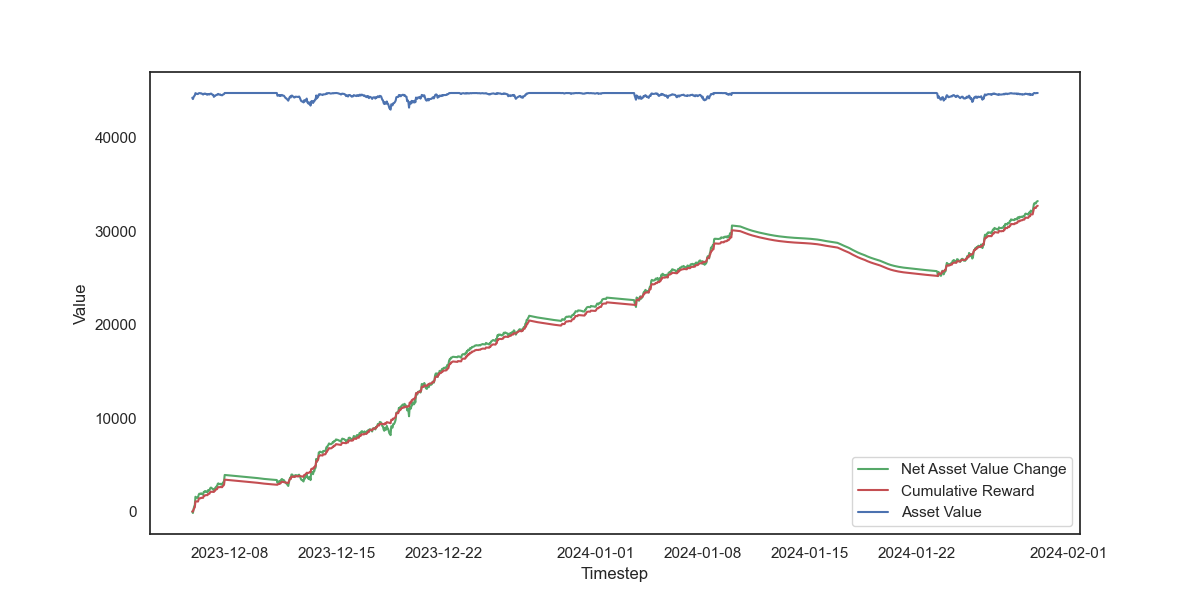 40000
30000
20000
10000
0
Value
2023-12-08 2023-12-15 2023-12-22 2024-01-01 2024-01-08 2024-01-15 2024-01-22 2024-02-01
Timestep
Net Asset Value Change
Cumulative Reward
Asset Value